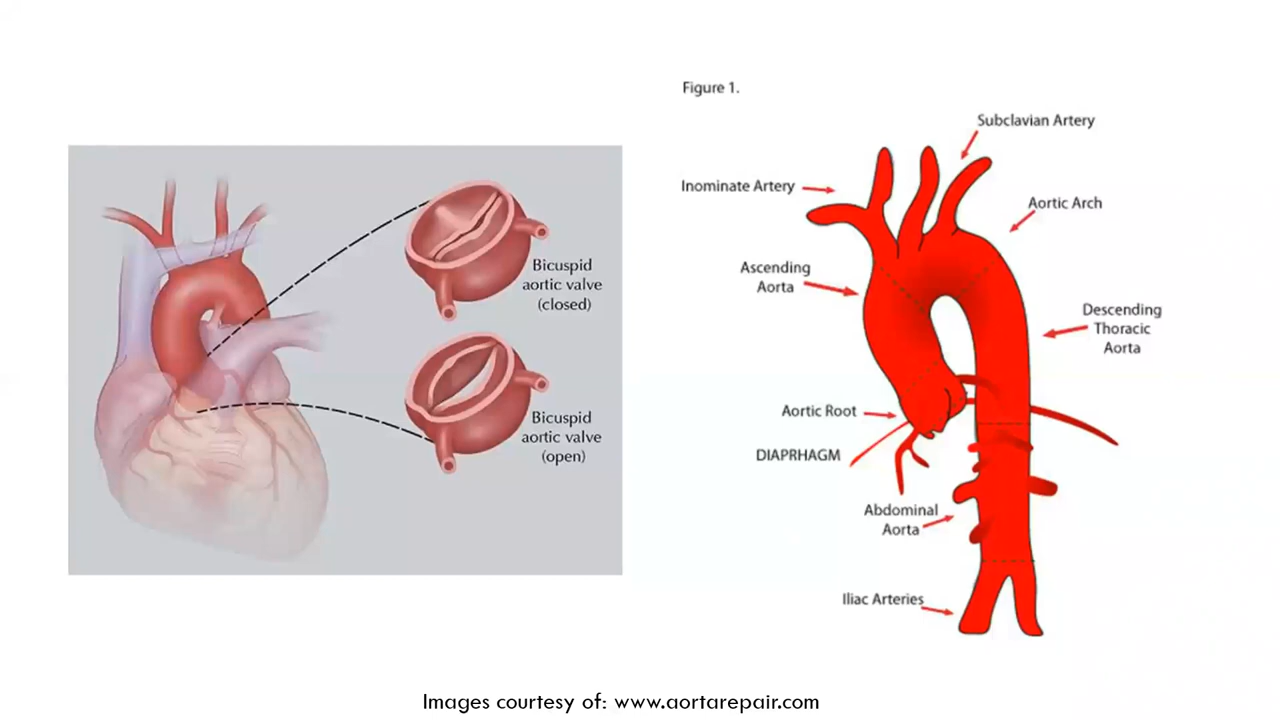 Figure 1.
Subclavian Artery
Inominate Artery
Aortic Arch
Ascending
Aorta
Descending
Thoracic
Aorta
Aortic Root
DIAPRHAGM
Abdominal
Aorta
Iliac Arteries
Bicuspid
aortic valve
(closed)
Bicuspid
aortic valve
(open)
Images courtesy of: www.aortarepair.com